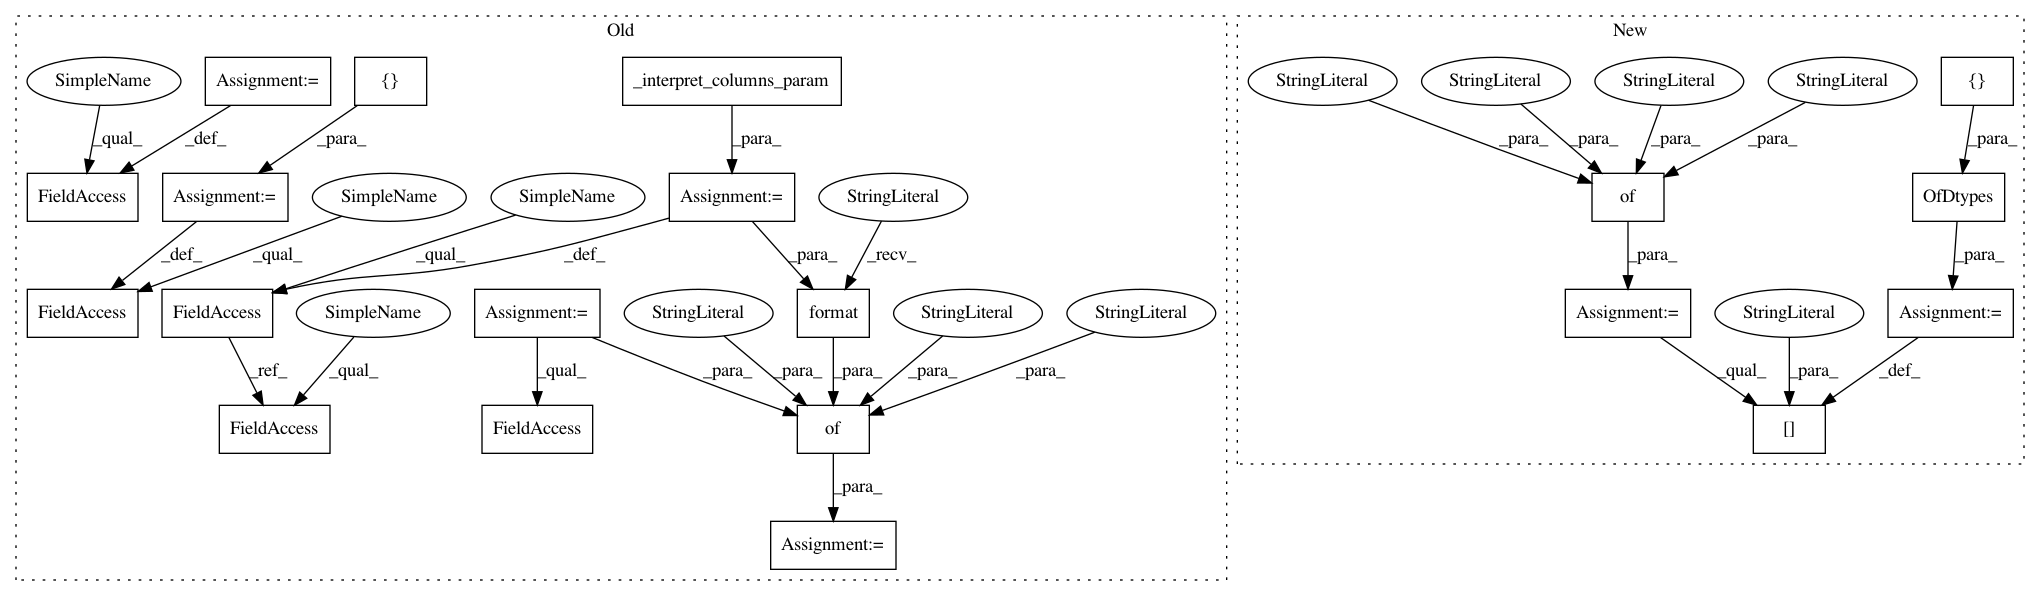 Old
New
SimpleName
Assignment:=
{}
_interpret_columns_param
StringLiteral
StringLiteral
StringLiteral
StringLiteral
{}
_qual_
_def_
_para_
_para_
_para_
_para_
_para_
_para_
_para_
FieldAccess
Assignment:=
SimpleName
SimpleName
Assignment:=
StringLiteral
of
OfDtypes
_def_
_qual_
_qual_
_def_
_para_
_recv_
_para_
_para_
FieldAccess
FieldAccess
SimpleName
Assignment:=
StringLiteral
format
StringLiteral
StringLiteral
Assignment:=
StringLiteral
Assignment:=
_ref_
_qual_
_qual_
_para_
_para_
_para_
_para_
_para_
_qual_
_para_
_def_
FieldAccess
FieldAccess
of
[]
_para_
Assignment:=